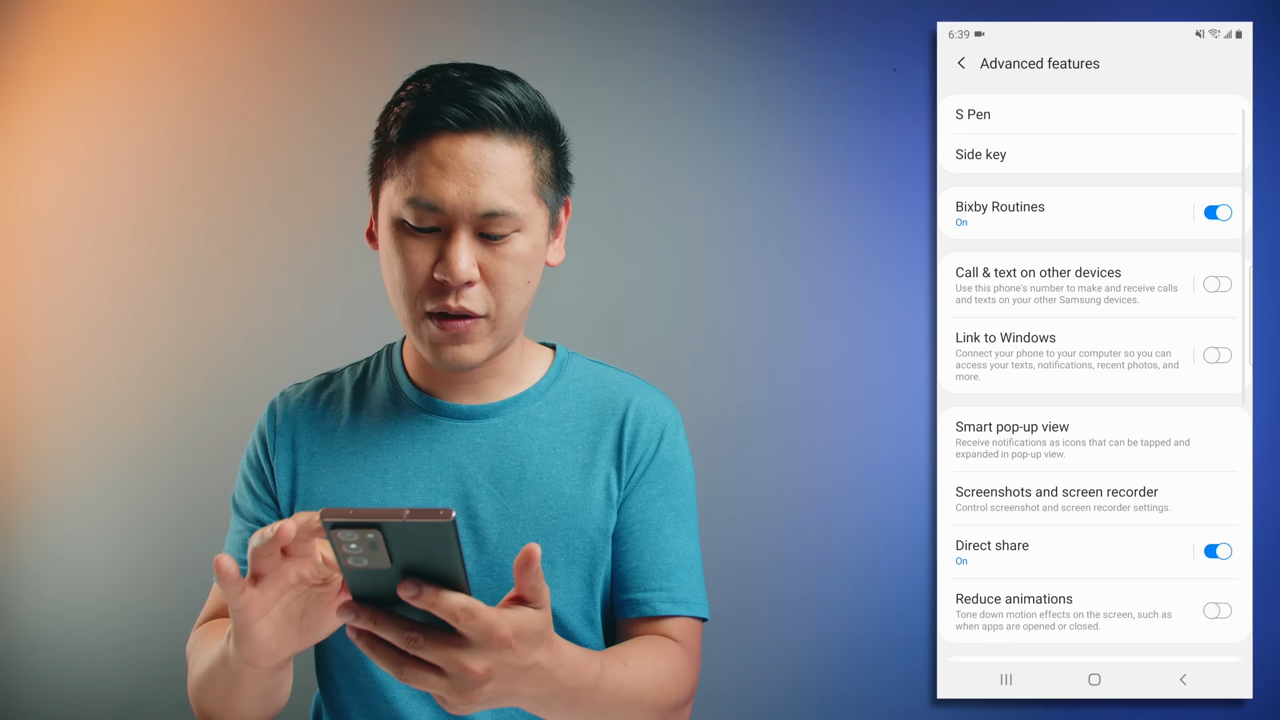 6:39
Advanced features
S Pen
Side key
Bixby Routines
On
Call & text on other devices
Use this phone's number to make and receive calls
and texts on your other Samsung devices.
Link to Windows
Connect your phone to your computer so you can
access your texts, notifications, recent photos, and
more.
Smart pop-up view
Receive notifications as icons that can be tapped and
expanded in pop-up view.
Screenshots and screen recorder
Control screenshot and screen recorder settings.
Direct share
On
Reduce animations
Tone down motion effects on the screen, such as
when apps are opened or closed.